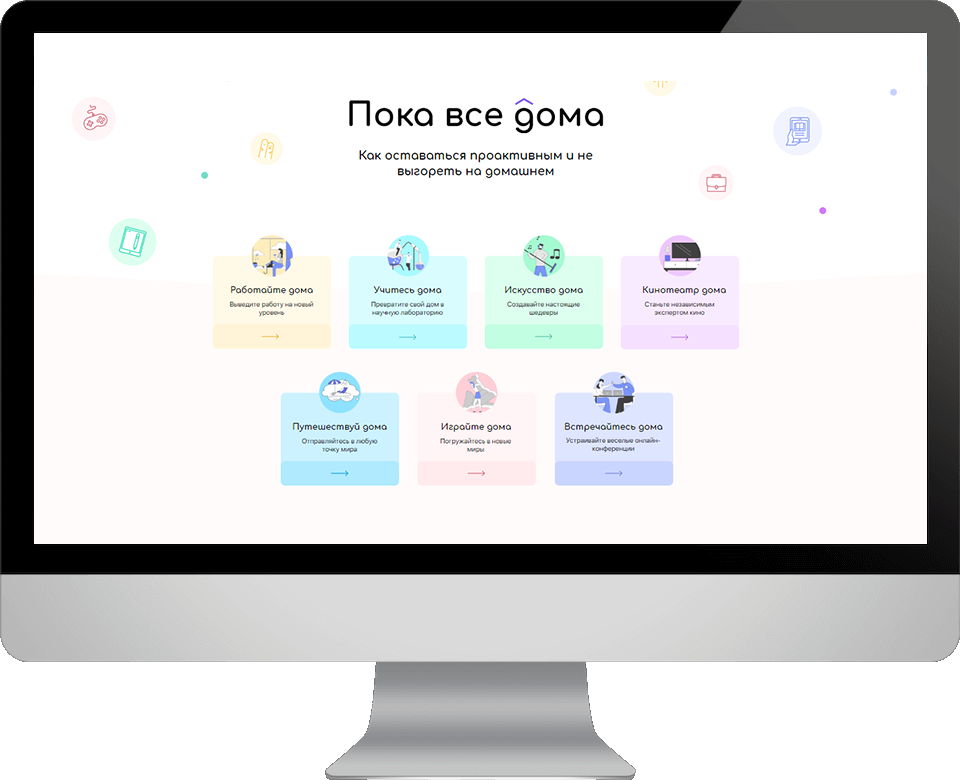 Пока все дома
Как оставаться проактивным и не
выгореть на домашнем
Работайте дома
Выведите работу на новый
уровень
Учитесь дома
Превратите свой дом в
научную лабораторию
Искусство дома
Создавайте настоящие
шедевры
Кинотеатр дома
Станьте независимым
экспертом кино
Путешествуй дома
Отправляйтесь в любую
точку мира
Играйте дома
Погружайтесь в новые
миры
Встречайтесь дома
Устраивайте веселые онлайн-
конференции